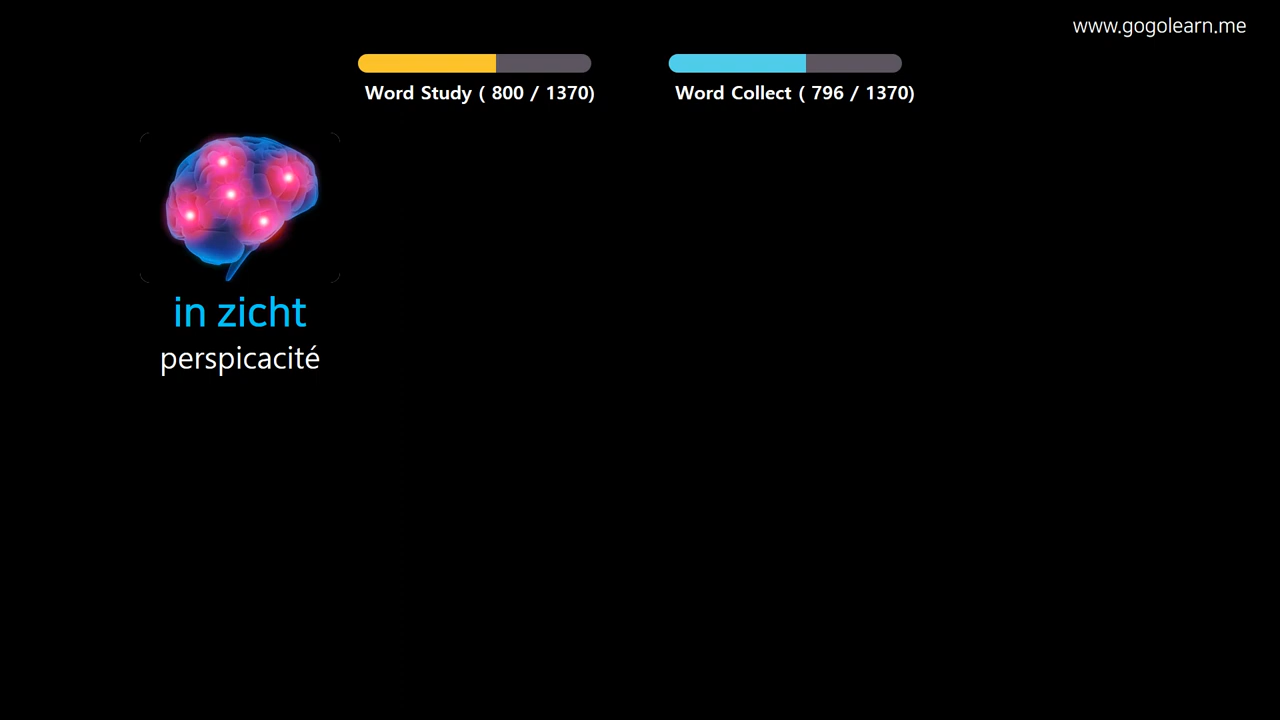 www.gogolearn.me
Word Study ( 800 / 1370)
Word Collect ( 796 / 1370)
in zicht
perspicacité